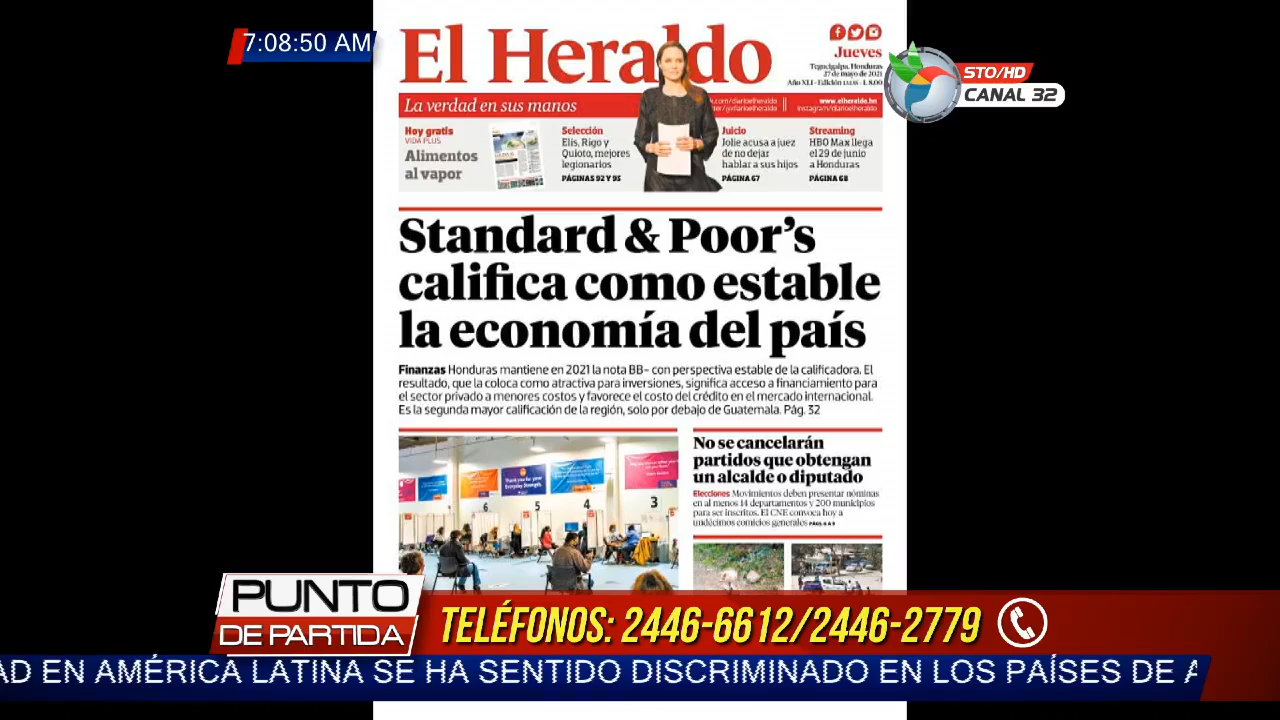 7:08:50 AM
El Heraldo
Jueves
Tegucigalpa, Honduras
27 de mayo de 2021
STO/HD
CANAL 32
La verdad en sus manos
www.elheraldo.hn
Hoy gratis
VIDA PLUS
Alimentos
al vapor
Selección
Elis, Rigo y
Quioto, mejores
legionarios
PÁGINAS 92 Y 95
Juicio
Jolie acusa a juez
de no dejar
hablar a sus hijos
PÁGINA 67
Streaming
HBO Max llega
el 29 de junio
a Honduras
PÁGINA 68
Standard & Poor's
califica como estable
la economía del país
Finanzas Honduras mantiene en 2021 la nota BB- con perspectiva estable de la calificadora. El
resultado, que la coloca como atractiva para inversiones, significa acceso a financiamiento para
el sector privado a menores costos y favorece el costo del crédito en el mercado internacional.
Es la segunda mayor calificación de la región, solo por debajo de Guatemala. Pág. 32
No se cancelarán
partidos que obtengan
un alcalde o diputado
Elecciones Movimientos deben presentar nóminas
en al menos 14 departamentos y 200 municipios
para ser inscritos. El CNE convoca hoy a
undécimos comicios generales
6
5
4
3
PUNTO
DE PARTIDA
TELÉFONOS: 2446-6612/2446-2779
AD EN AMÉRICA LATINA SE HA SENTIDO DISCRIMINADO EN LOS PAÍSES DE A